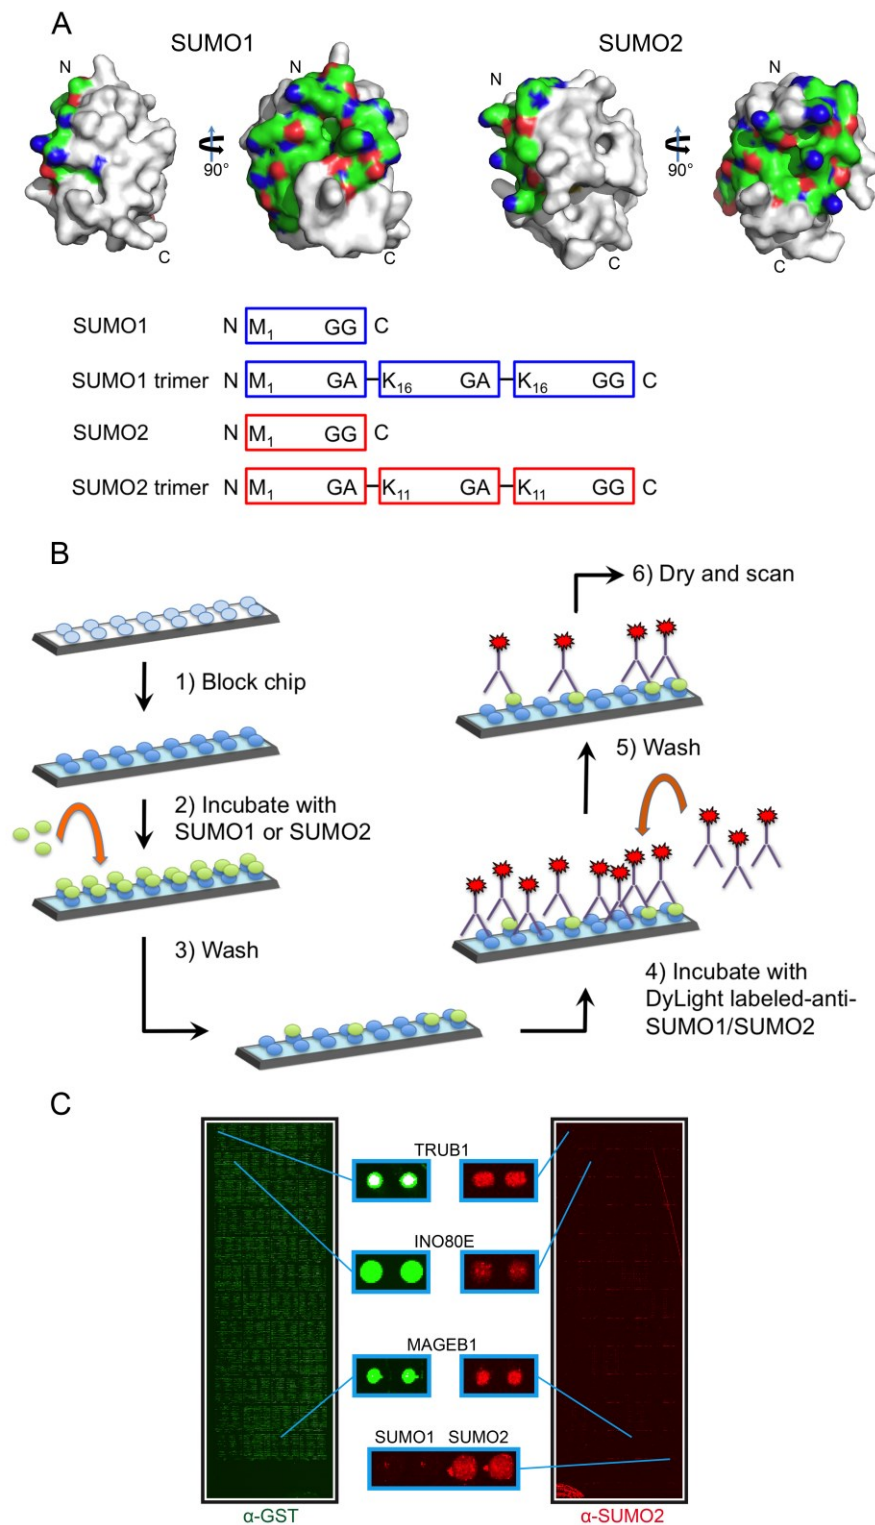 A
SUMO1
SUMO2
N
N
N
N
90°
90°
C
C
C
C
SUMO1 N M1 GG C
SUMO1 trimer N M1 GA K16 GA K16 GG C
SUMO2 N M1 GG C
SUMO2 trimer N M1 GA K11 GA K11 GG C
B
1) Block chip
2) Incubate with
SUMO1 or SUMO2
3) Wash
4) Incubate with
DyLight labeled-anti-
SUMO1/SUMO2
5) Wash
6) Dry and scan
C
TRUB1
INO80E
MAGEB1
SUMO1 SUMO2
α-GST
α-SUMO2